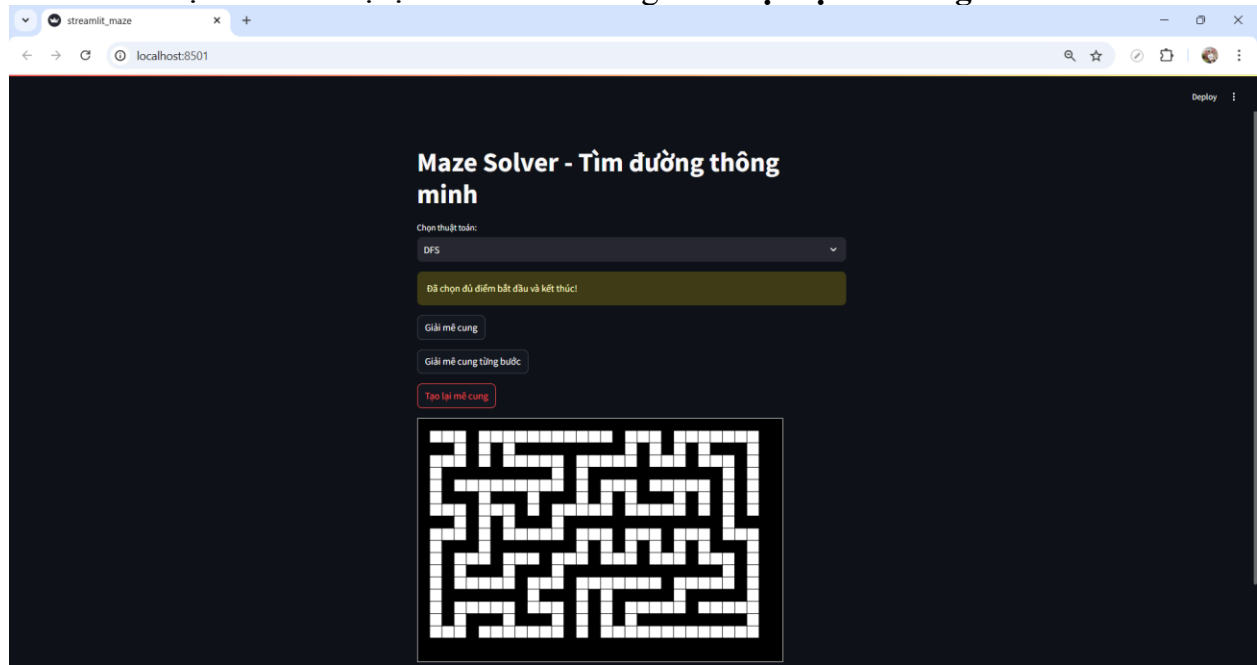 streamlit_maze
localhost:8501
Deploy
Maze Solver - Tìm đường thông
minh
Chọn thuật toán:
DFS
Đã chọn đủ điểm bắt đầu và kết thúc!
Giải mê cung
Giải mê cung từng bước
Tạo lại mê cung